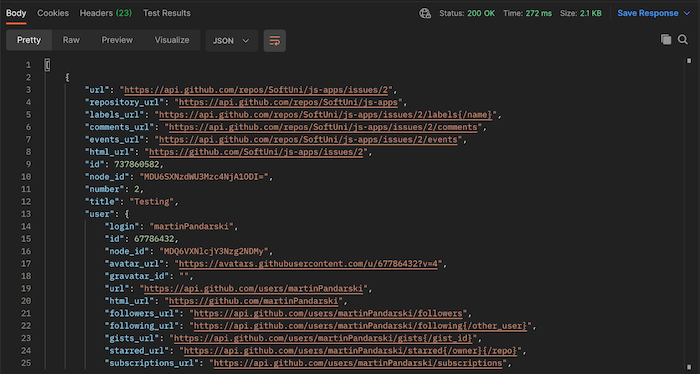 Body Cookies Headers (23) Test Results Status: 200 OK Time: 272 ms Size: 2.1 KB Save Response
Pretty Raw Preview Visualize JSON
1 [
2 {
3 "url": "https://api.github.com/repos/SoftUni/js-apps/issues/2",
4 "repository_url": "https://api.github.com/repos/SoftUni/js-apps",
5 "labels_url": "https://api.github.com/repos/SoftUni/js-apps/issues/2/labels{/name}",
6 "comments_url": "https://api.github.com/repos/SoftUni/js-apps/issues/2/comments",
7 "events_url": "https://api.github.com/repos/SoftUni/js-apps/issues/2/events",
8 "html_url": "https://github.com/SoftUni/js-apps/issues/2",
9 "id": 737860582,
10 "node_id": "MDU6SXNzdWU3Mzc4NjA1ODI=",
11 "number": 2,
12 "title": "Testing",
13 "user": {
14 "login": "martinPandarski",
15 "id": 67786432,
16 "node_id": "MDQ6VXNlcjY3Nzg2NDMy",
17 "avatar_url": "https://avatars.githubusercontent.com/u/67786432?v=4",
18 "gravatar_id": "",
19 "url": "https://api.github.com/users/martinPandarski",
20 "html_url": "https://github.com/martinPandarski",
21 "followers_url": "https://api.github.com/users/martinPandarski/followers",
22 "following_url": "https://api.github.com/users/martinPandarski/following{/other_user}",
23 "gists_url": "https://api.github.com/users/martinPandarski/gists{/gist_id}",
24 "starred_url": "https://api.github.com/users/martinPandarski/starred{/owner}{/repo}",
25 "subscriptions_url": "https://api.github.com/users/martinPandarski/subscriptions",